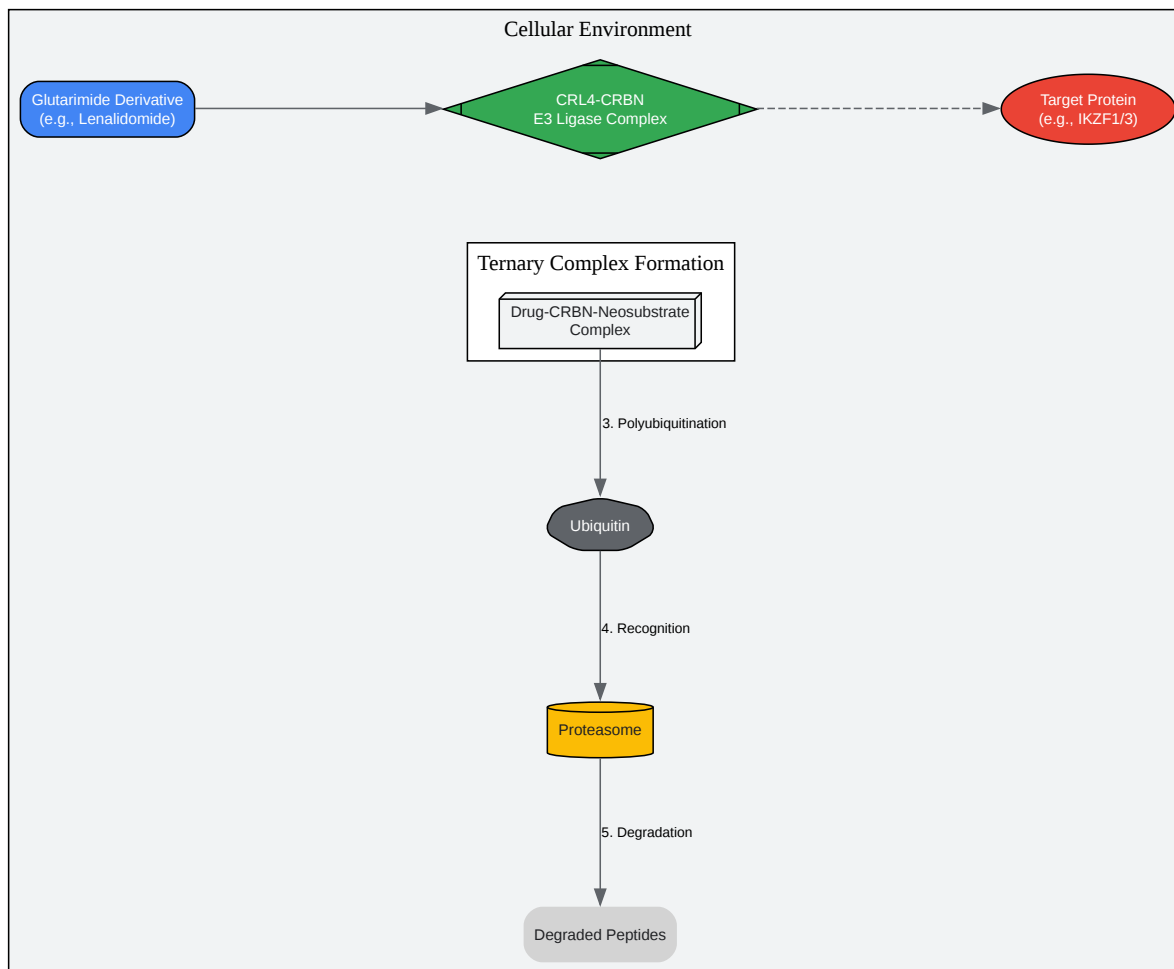 Cellular Environment
Glutarimide Derivative
(e.g., Lenalidomide)
CRL4-CRBN
E3 Ligase Complex
Target Protein
(e.g., IKZF1/3)
Ternary Complex Formation
Drug-CRBN-Neosubstrate
Complex
3. Polyubiquitination
Ubiquitin
4. Recognition
Proteasome
5. Degradation
Degraded Peptides